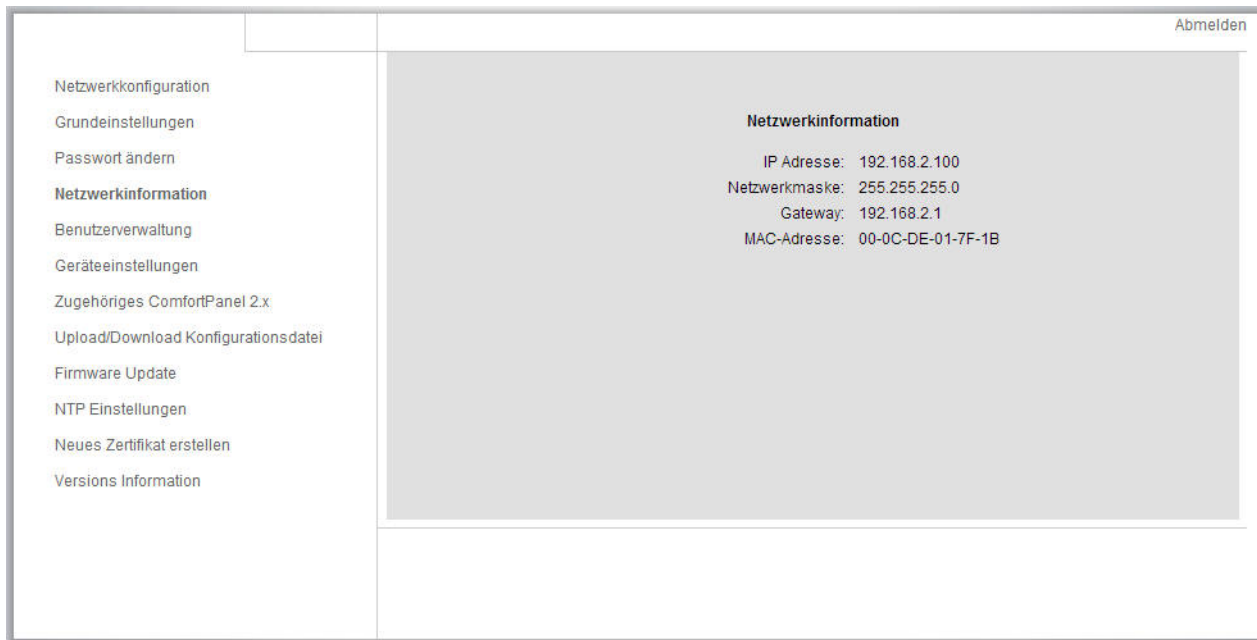 Abmelden
Netzwerkkonfiguration
Grundeinstellungen
Passwort ändern
Netzwerkinformation
Benutzerverwaltung
Geräteeinstellungen
Zugehöriges ComfortPanel 2.x
Upload/Download Konfigurationsdatei
Firmware Update
NTP Einstellungen
Neues Zertifikat erstellen
Versions Information
Netzwerkinformation
IP Adresse: 192.168.2.100
Netzwerkmaske: 255.255.255.0
Gateway: 192.168.2.1
MAC-Adresse: 00-0C-DE-01-7F-1B